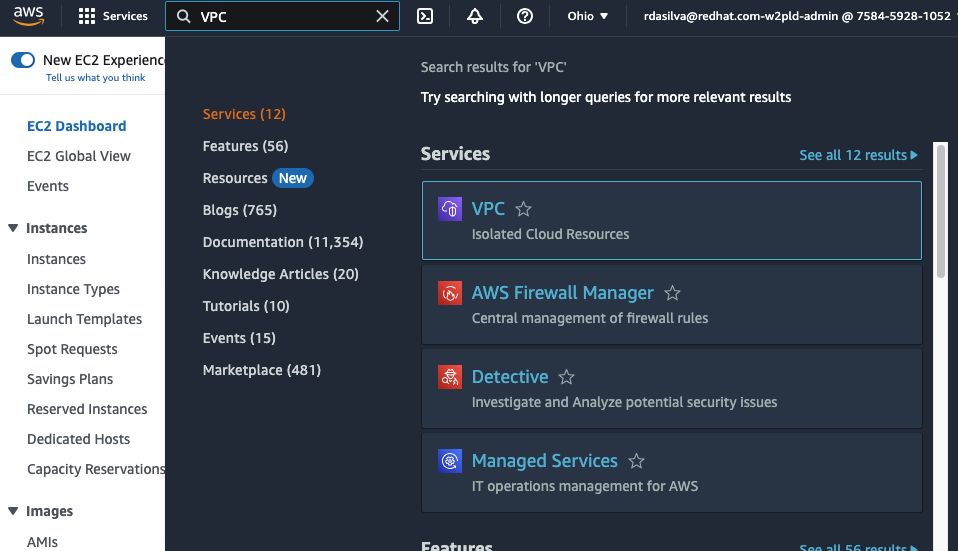 aws
Services
VPC
Ohio
rdasilva@redhat.com-w2pld-admin @ 7584-5928-1052
New EC2 Experienc
Tell us what you think
EC2 Dashboard
EC2 Global View
Events
Instances
Instances
Instance Types
Launch Templates
Spot Requests
Savings Plans
Reserved Instances
Dedicated Hosts
Capacity Reservations
Images
AMIs
Services (12)
Features (56)
Resources New
Blogs (765)
Documentation (11,354)
Knowledge Articles (20)
Tutorials (10)
Events (15)
Marketplace (481)
Search results for 'VPC'
Try searching with longer queries for more relevant results
Services
See all 12 results
VPC
Isolated Cloud Resources
AWS Firewall Manager
Central management of firewall rules
Detective
Investigate and Analyze potential security issues
Managed Services
IT operations management for AWS
Features
See all 56 results